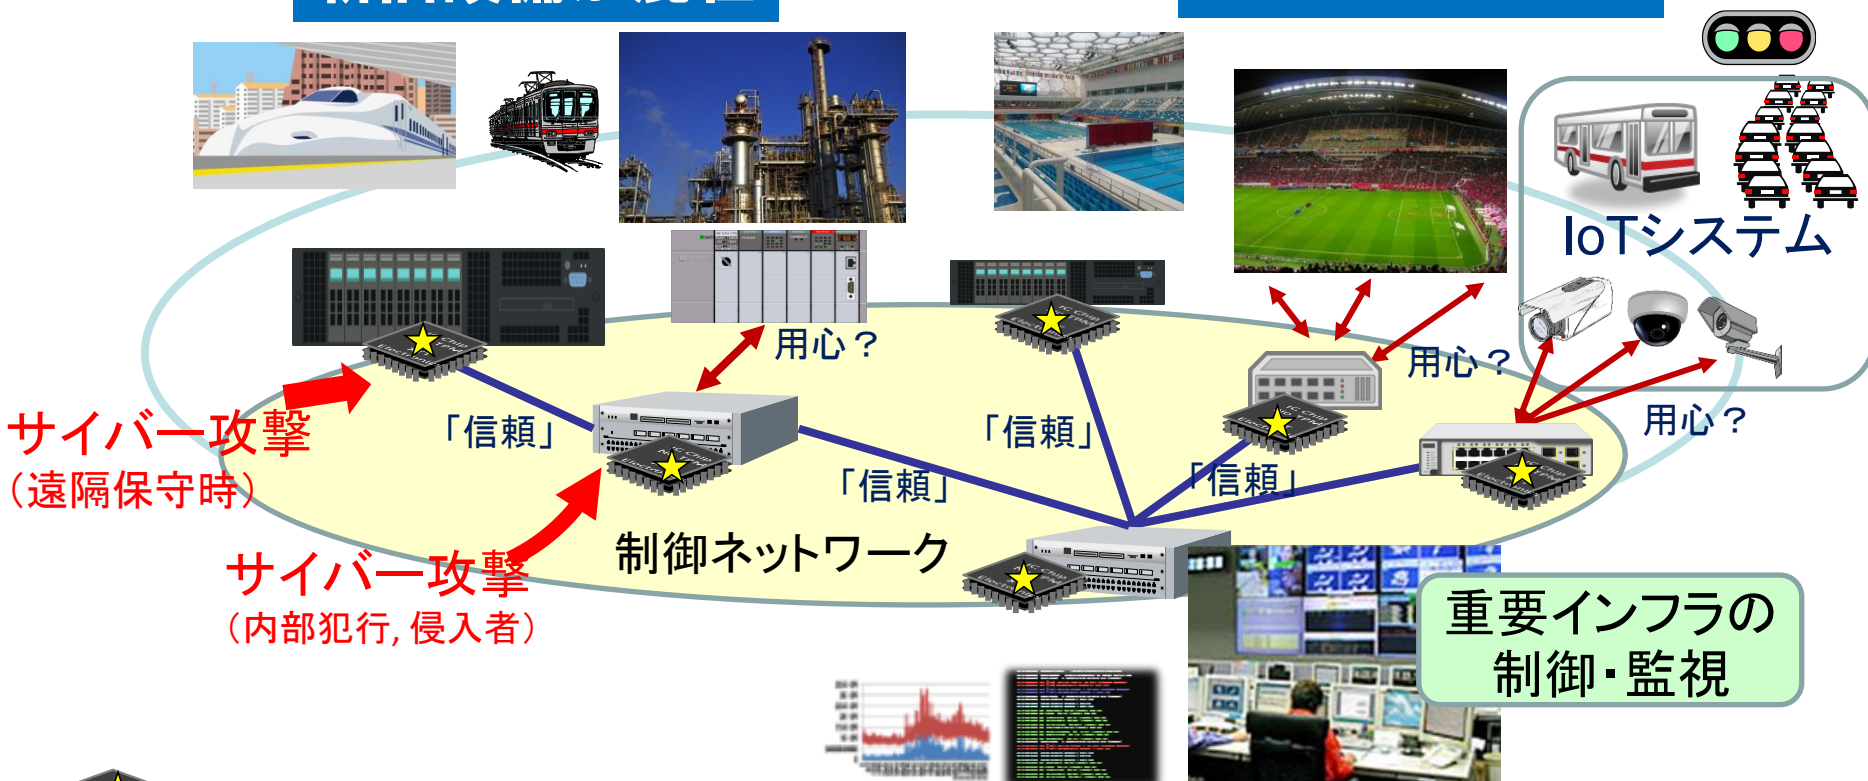 IoTシステム
用心？
用心？
用心？
サイバー攻撃
（遠隔保守時）
「信頼」
「信頼」
「信頼」
「信頼」
制御ネットワーク
サイバー攻撃
（内部犯行, 侵入者）
重要インフラの
制御・監視